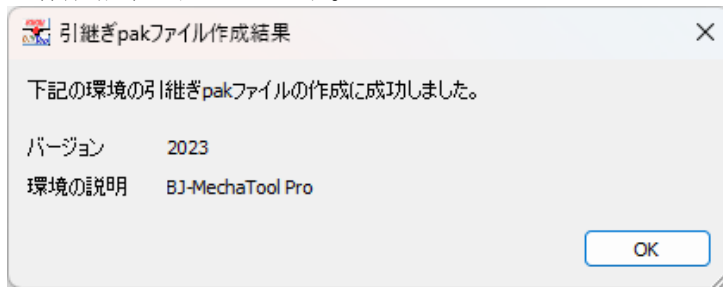 引継ぎpakファイル作成結果
下記の環境の引継ぎpakファイルの作成に成功しました。
バージョン 2023
環境の説明 BJ-MechaTool Pro
OK